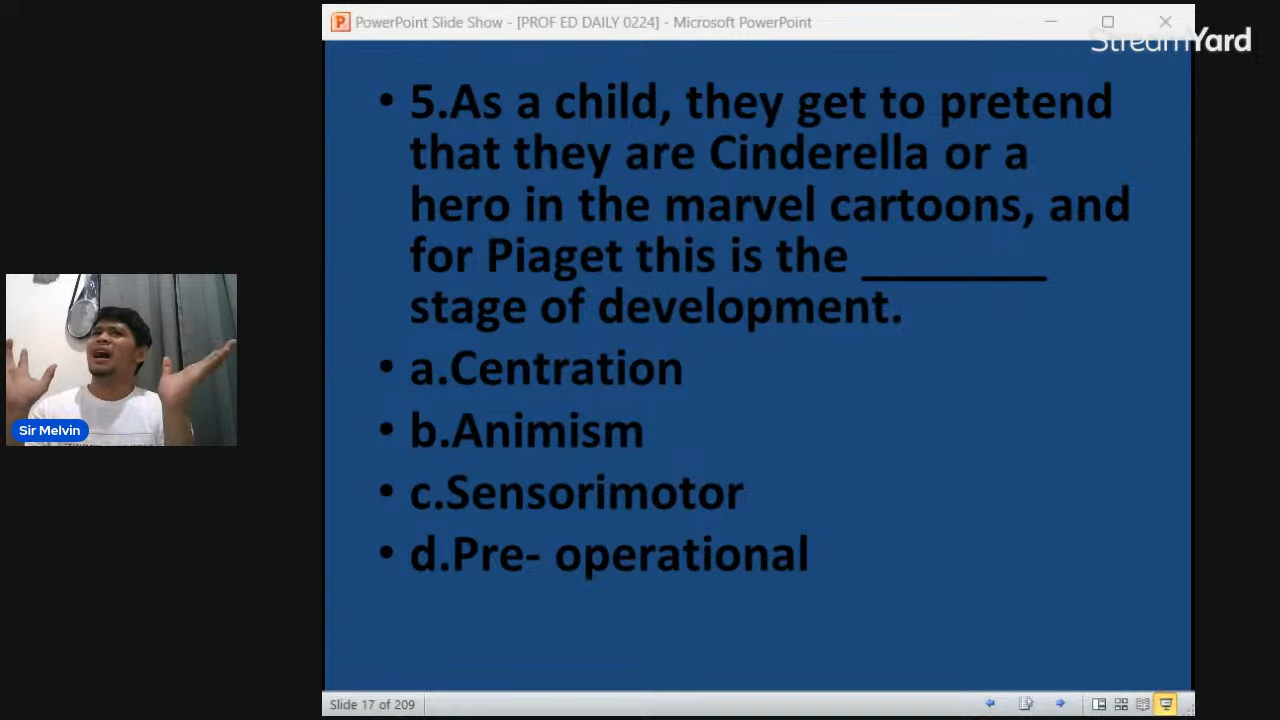 PowerPoint Slide Show - [PROF ED DAILY 0224] - Microsoft PowerPoint
StreamYard
• 5.As a child, they get to pretend
that they are Cinderella or a
hero in the marvel cartoons, and
for Piaget this is the ________
stage of development.
• a.Centration
• b.Animism
• c.Sensorimotor
• d.Pre- operational
Sir Melvin
Slide 17 of 209